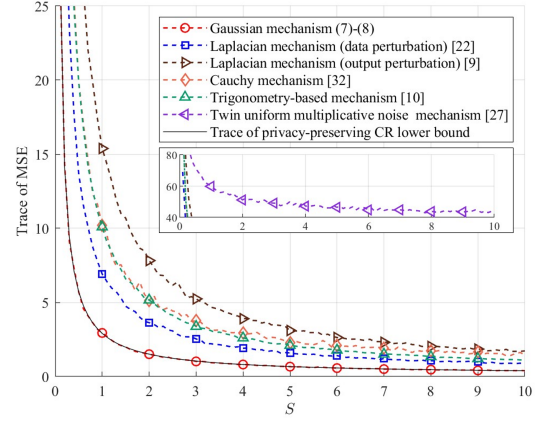 25
20
15
10
5
0
Trace of MSE
Gaussian mechanism (7)-(8)
Laplacian mechanism (data perturbation) [22]
Laplacian mechanism (output perturbation) [9]
Cauchy mechanism [32]
Trigonometry-based mechanism [10]
Twin uniform multiplicative noise mechanism [27]
Trace of privacy-preserving CR lower bound
80
60
40
0 2 4 6 8 10
0 1 2 3 4 5 6 7 8 9 10
S